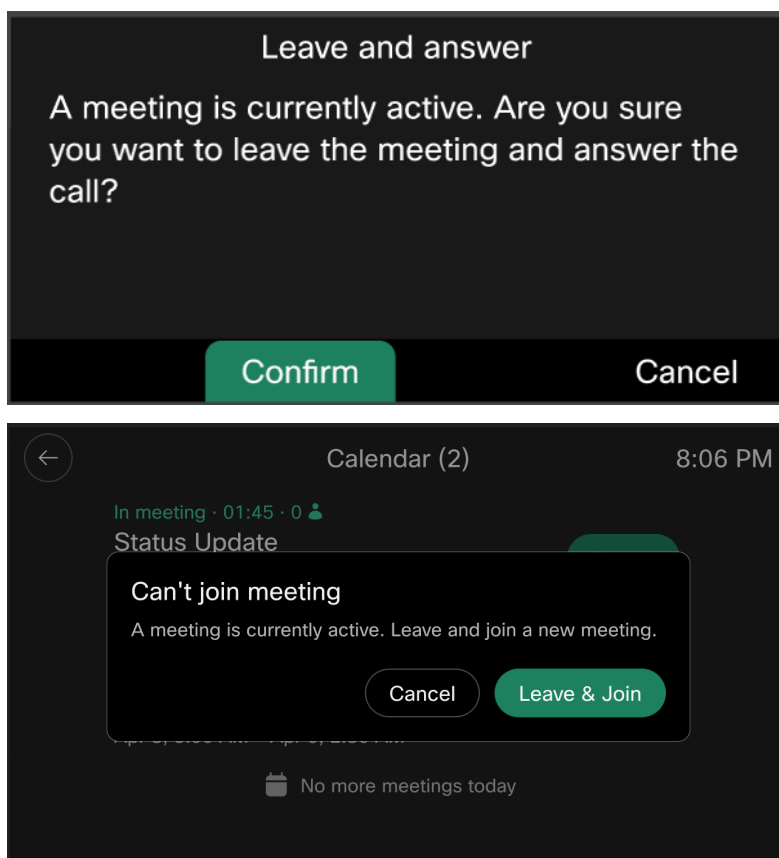 Leave and answer
A meeting is currently active. Are you sure
you want to leave the meeting and answer the
call?
Confirm
Cancel
Calendar (2)
8:06 PM
In meeting · 01:45 · 0
Status Update
Can't join meeting
A meeting is currently active. Leave and join a new meeting.
Cancel
Leave & Join
No more meetings today